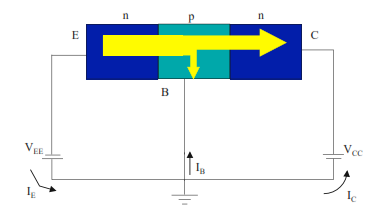 n p n
E C
B
V_EE V_CC
I_B
I_E I_C